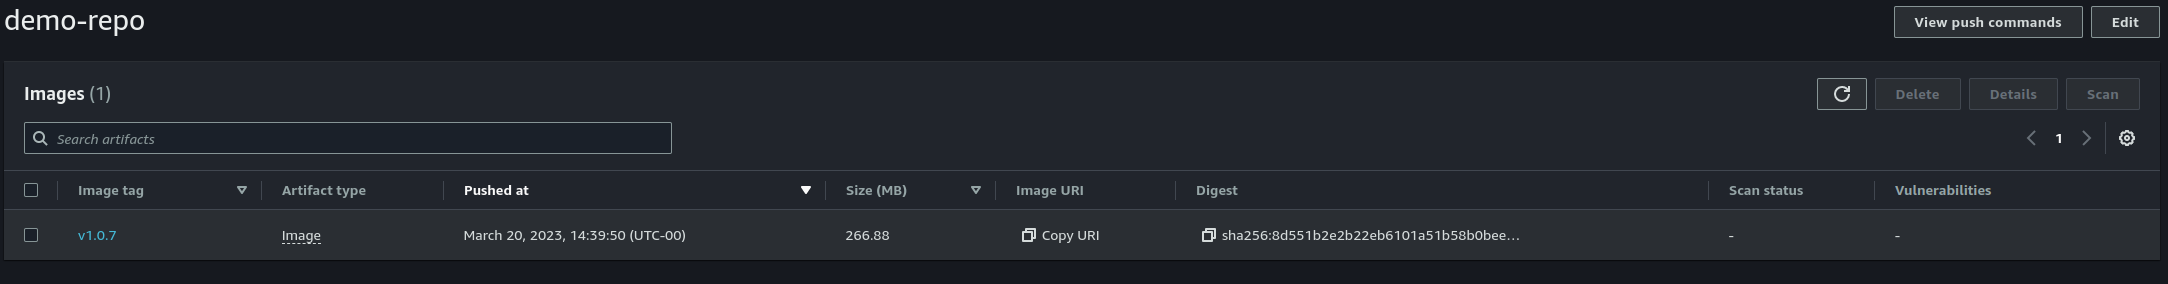 demo-repo
View push commands Edit
Images (1)
Delete Details Scan
Search artifacts
1
Image tag Artifact type Pushed at Size (MB) Image URI Digest Scan status Vulnerabilities
v1.0.7 Image March 20, 2023, 14:39:50 (UTC-00) 266.88 Copy URI sha256:8d551b2e2b22eb6101a51b58b0bee... - -